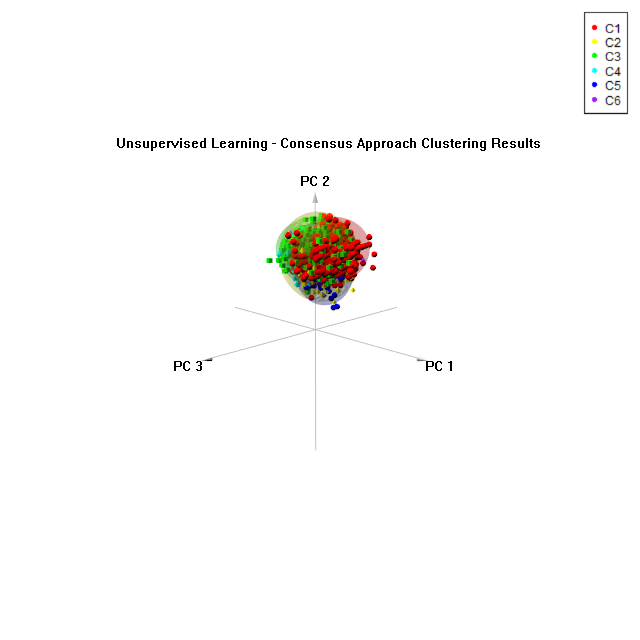 C1
C2
C3
C4
C5
C6
Unsupervised Learning - Consensus Approach Clustering Results
PC 2
PC 3
PC 1